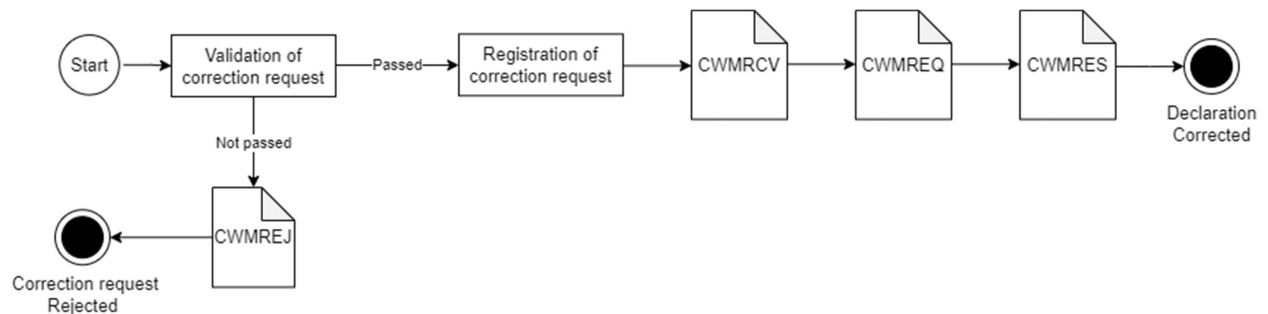 Start
Validation of
correction request
Passed
Registration of
correction request
CWMRCV
CWMREQ
CWMRES
Declaration
Corrected
Not passed
CWMREJ
Correction request
Rejected